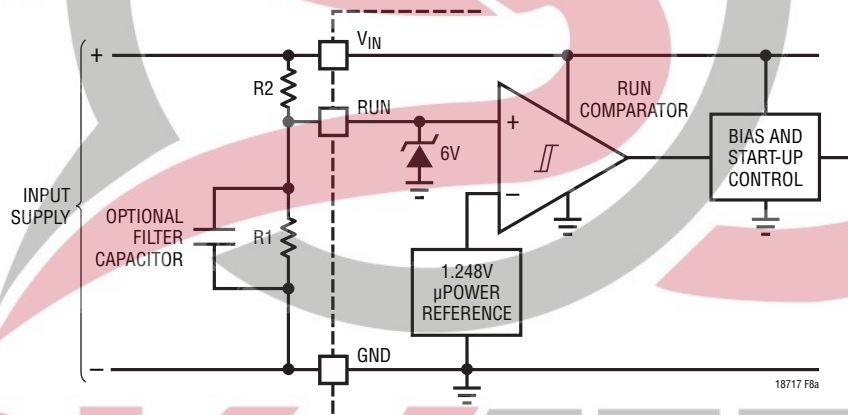 +
VIN
R2
RUN
RUN
COMPARATOR
+
6V
BIAS AND
START-UP
CONTROL
INPUT
SUPPLY
OPTIONAL
FILTER
CAPACITOR
R1
–
1.248V
µPOWER
REFERENCE
GND
–
18717 F8a